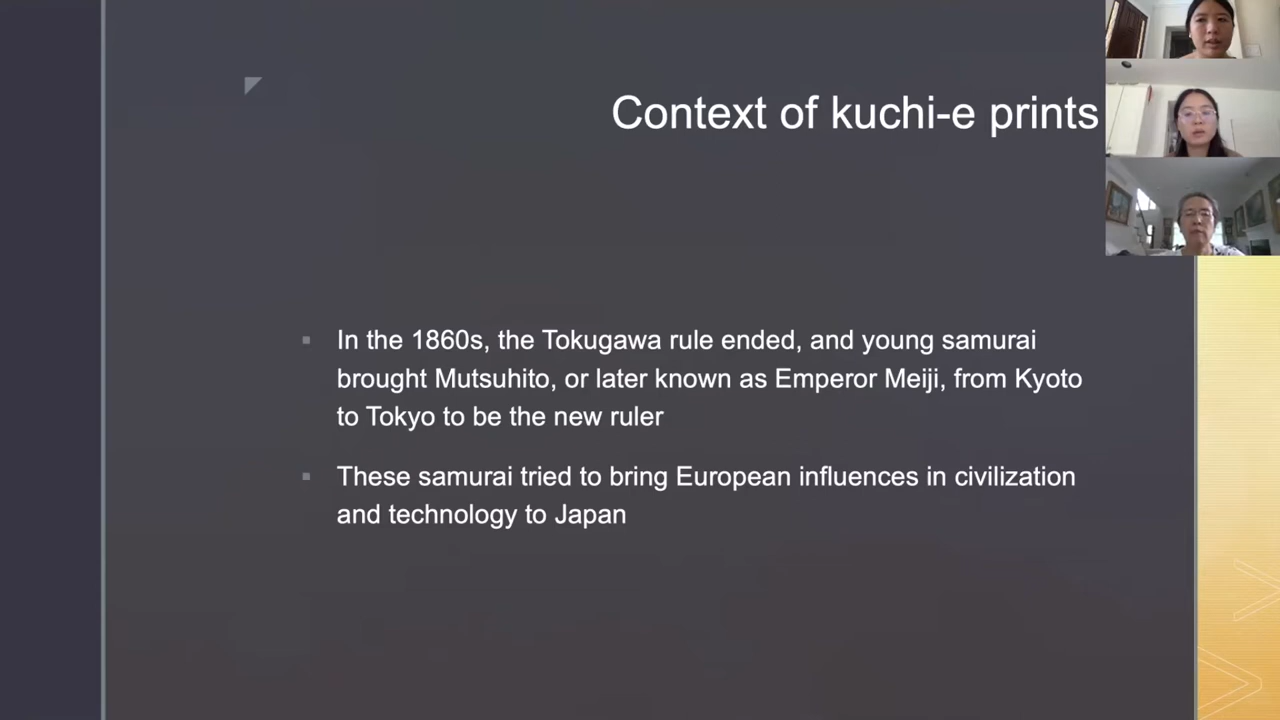 Context of kuchi-e prints
In the 1860s, the Tokugawa rule ended, and young samurai
brought Mutsuhito, or later known as Emperor Meiji, from Kyoto
to Tokyo to be the new ruler
These samurai tried to bring European influences in civilization
and technology to Japan